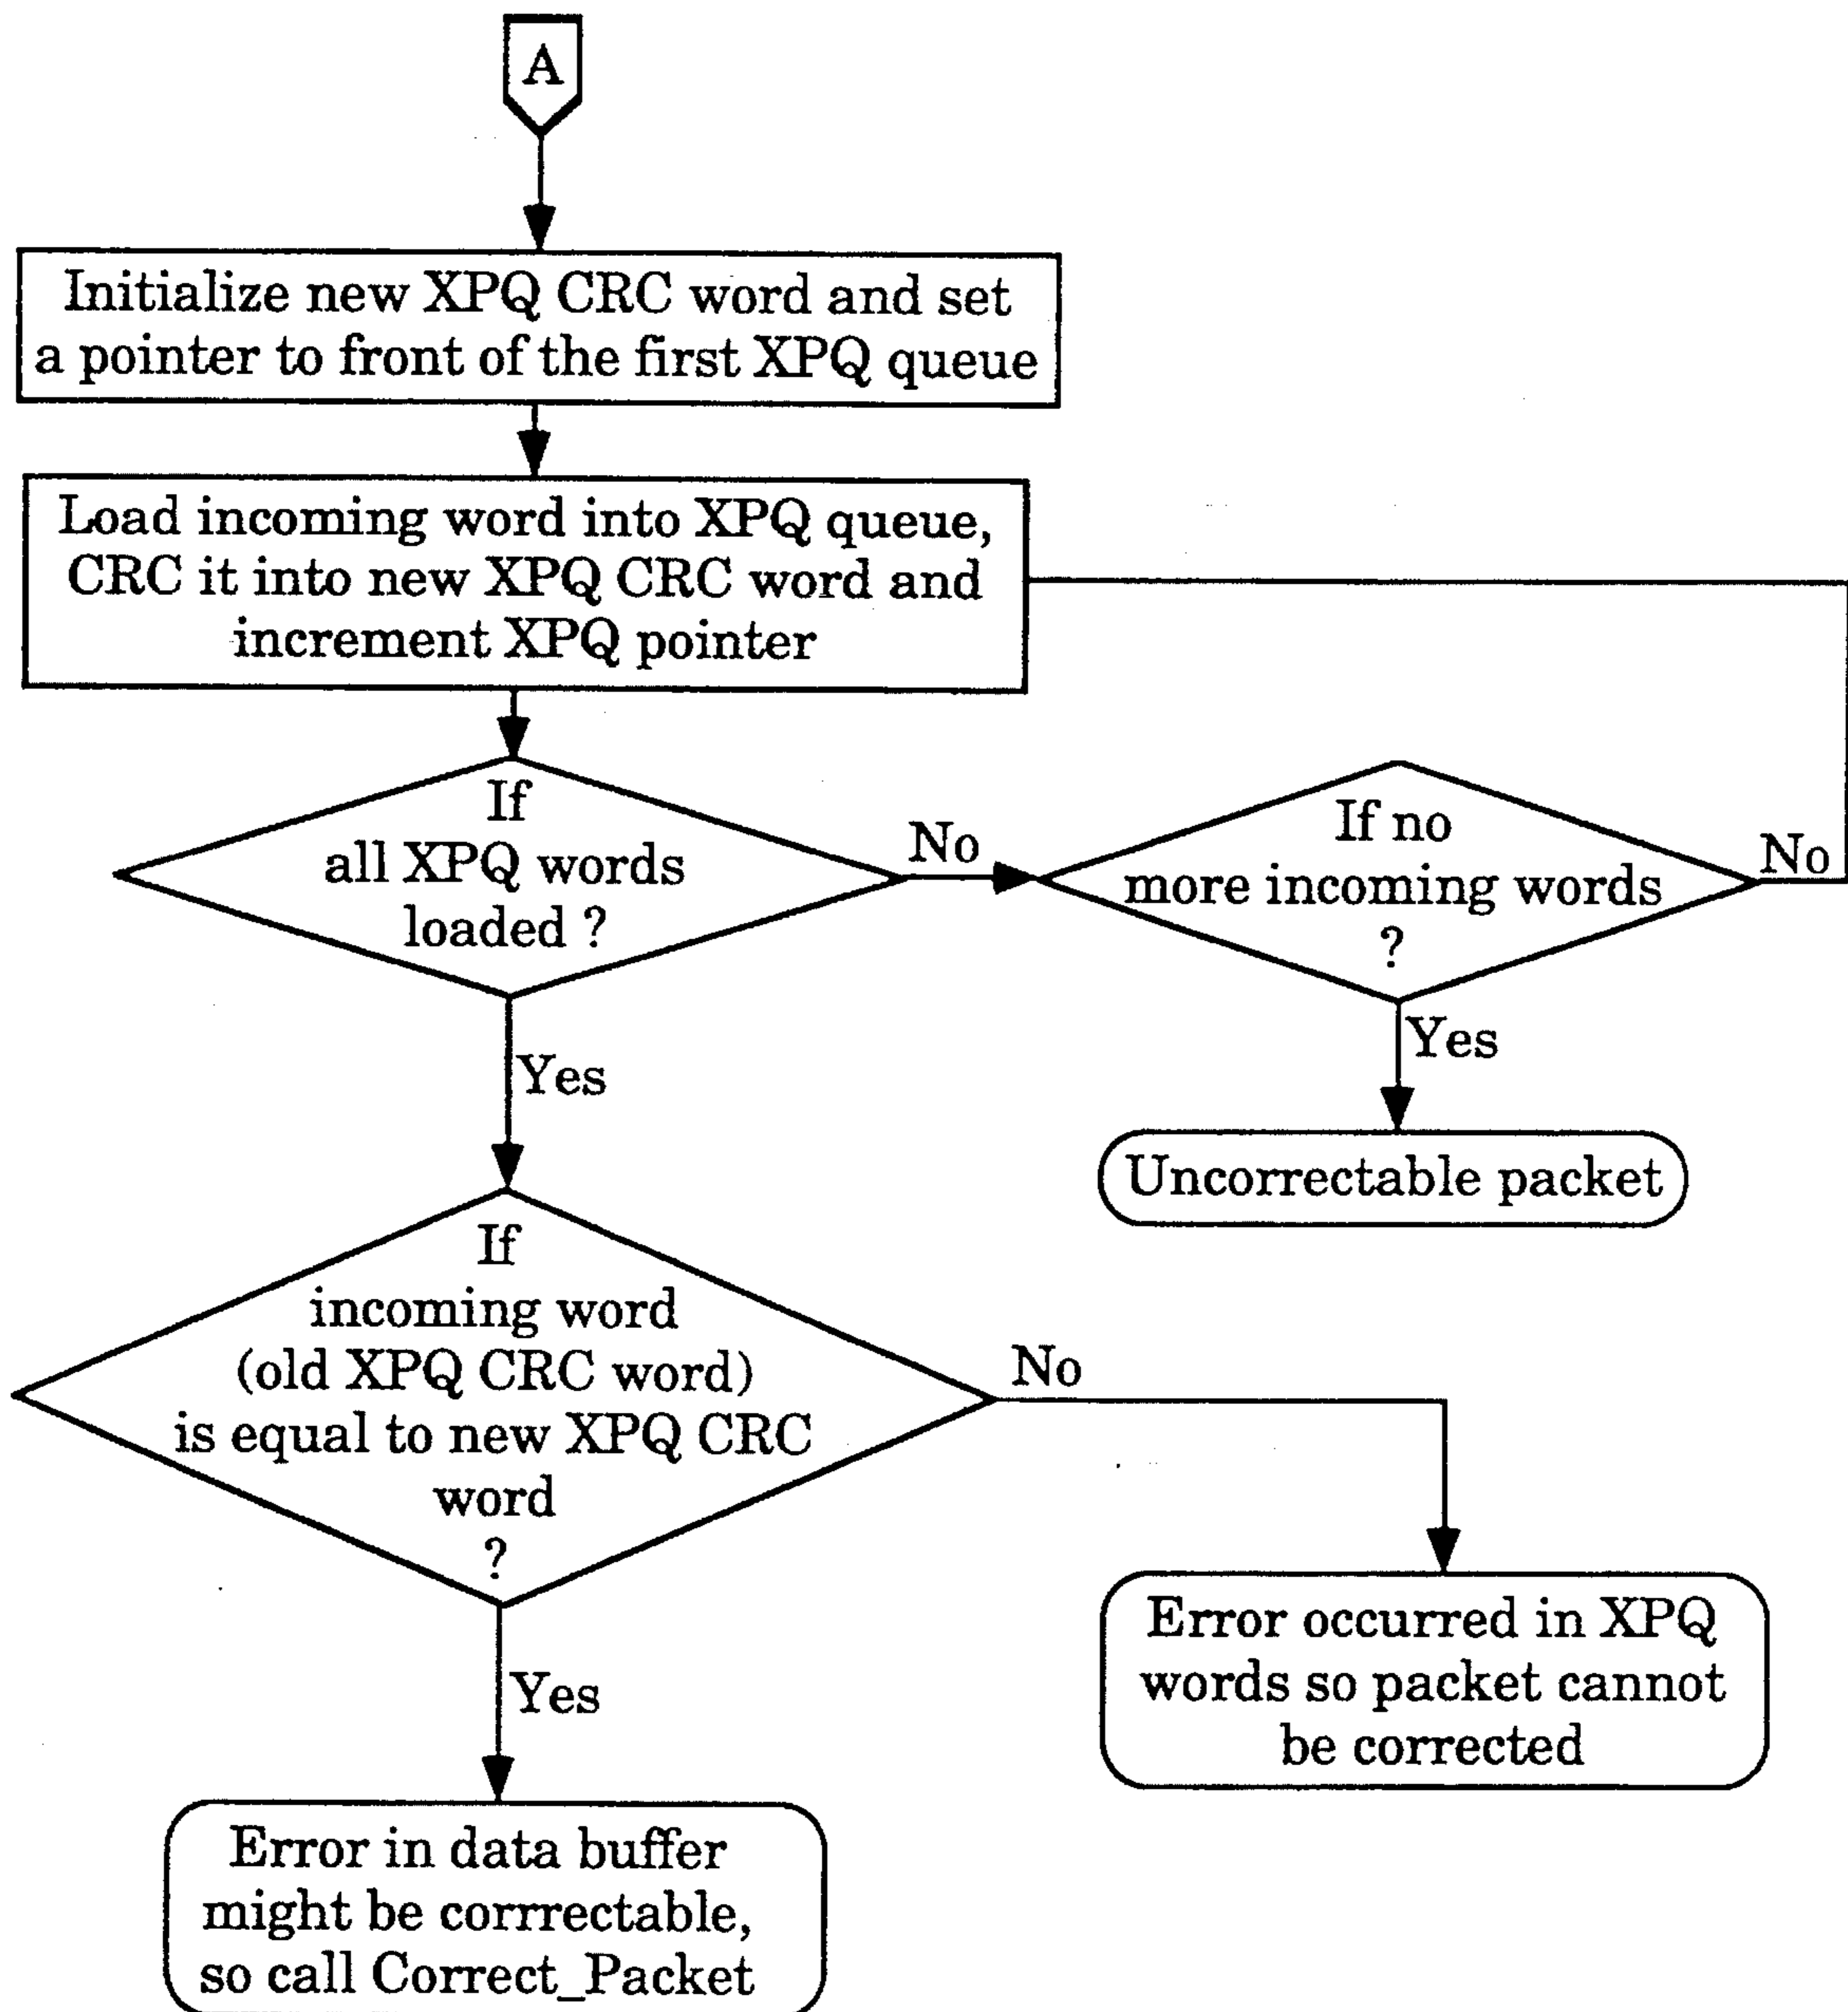 A
Initialize new XPQ CRC word and set
a pointer to front of the first XPQ queue
Load incoming word into XPQ queue,
CRC it into new XPQ CRC word and
increment XPQ pointer
If
all XPQ words
loaded ?
No
If no
more incoming words
?
No
Yes
Yes
Uncorrectable packet
If
incoming word
(old XPQ CRC word)
is equal to new XPQ CRC
word
?
No
Yes
Error occurred in XPQ
words so packet cannot
be corrected
Error in data buffer
might be corrrectable,
so call Correct_Packet